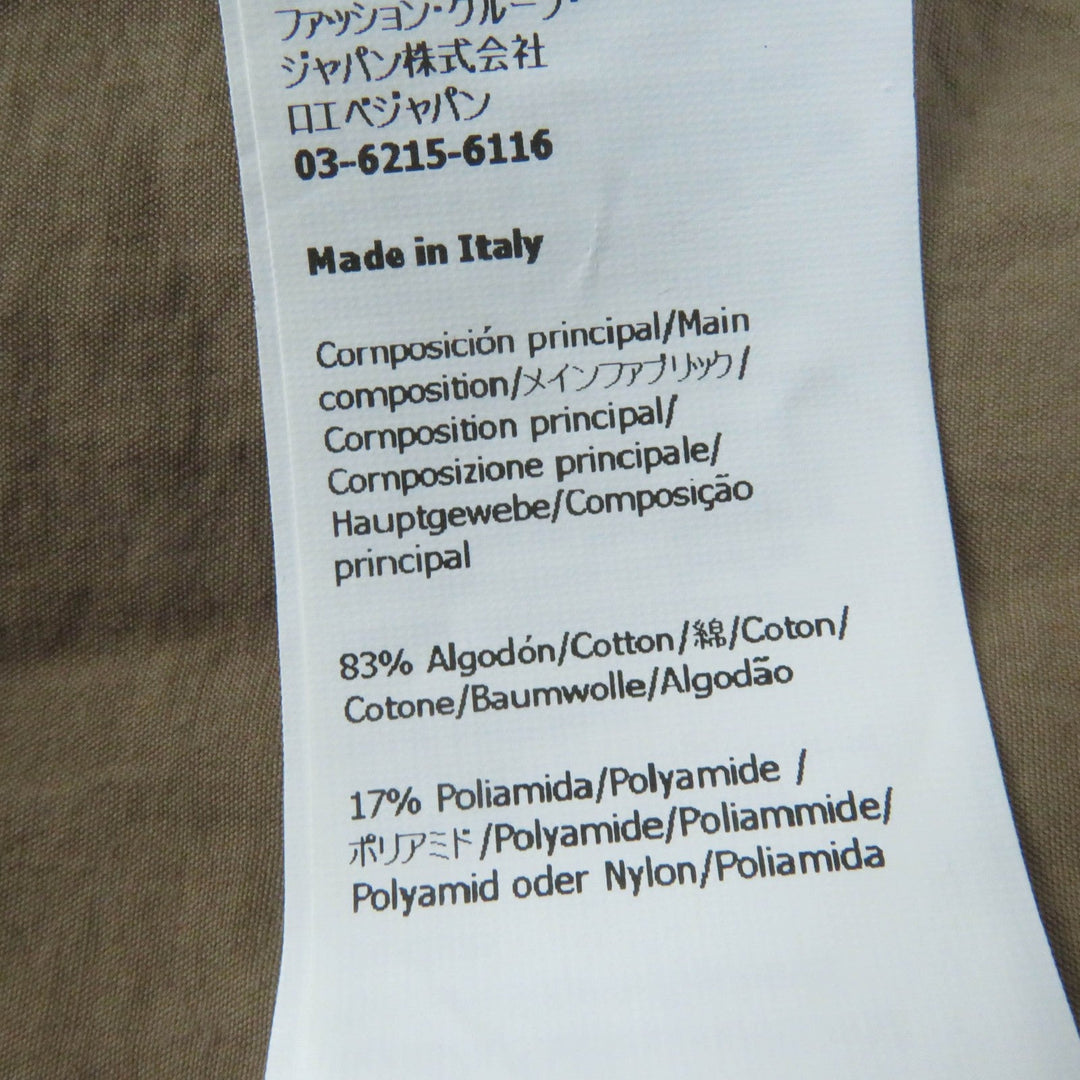 ファッション・グループ・
ジャパン株式会社
ロエベジャパン
03-6215-6116
Made in Italy
Composición principal/Main
composition/メインファブリック/
Composition principal/
Composizione principale/
Hauptgewebe/Composição
principal
83% Algodón/Cotton/綿/Coton/
Cotone/Baumwolle/Algodão
17% Poliamida/Polyamide /
ポリアミド/Polyamide/Poliammide/
Polyamid oder Nylon/Poliamida